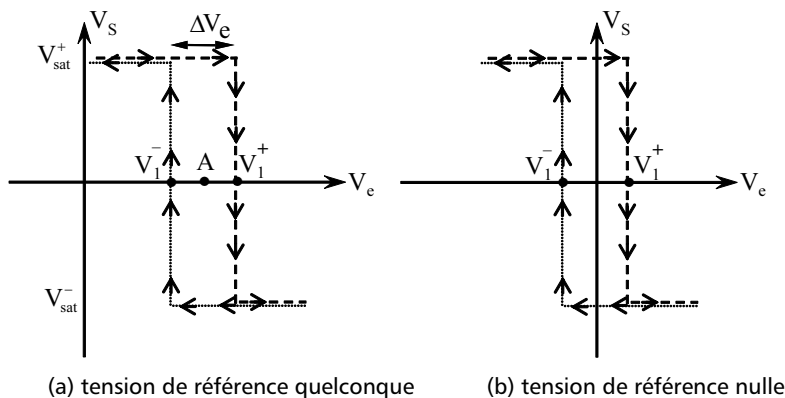 V_S
ΔV_e
V_sat^+
V_1^-
A
V_1^+
V_e
V_sat^-
(a) tension de référence quelconque
V_S
V_1^-
V_1^+
V_e
(b) tension de référence nulle